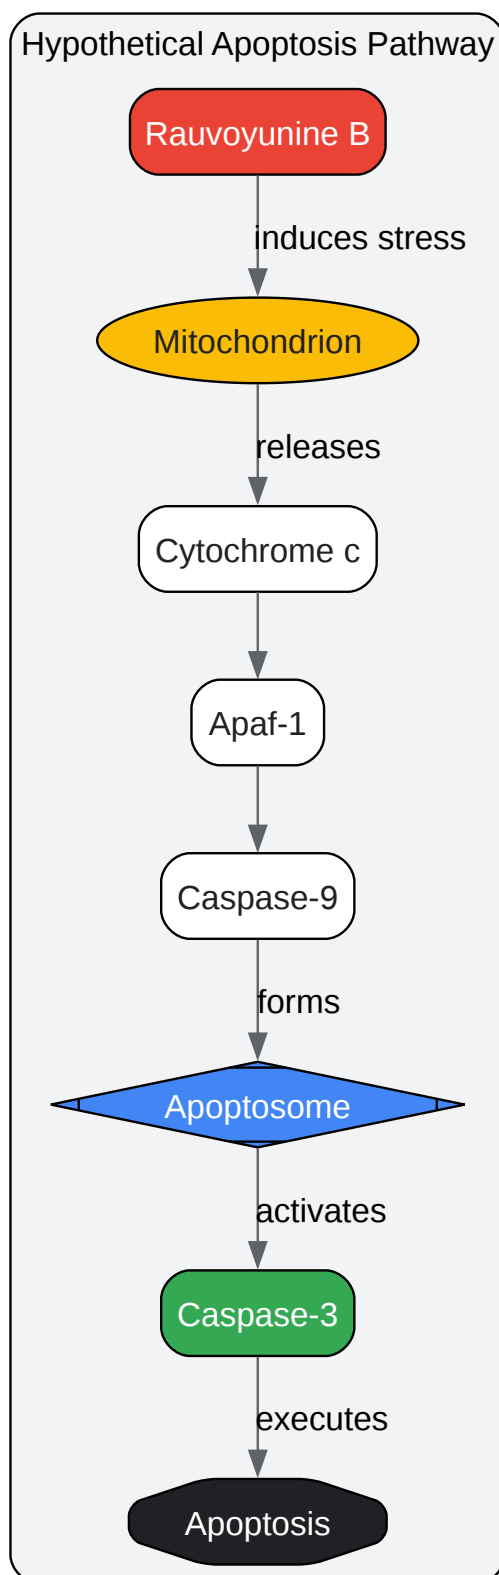 Hypothetical Apoptosis Pathway
Rauvoyunine B
induces stress
Mitochondrion
releases
Cytochrome c
Apaf-1
Caspase-9
forms
Apoptosome
activates
Caspase-3
executes
Apoptosis